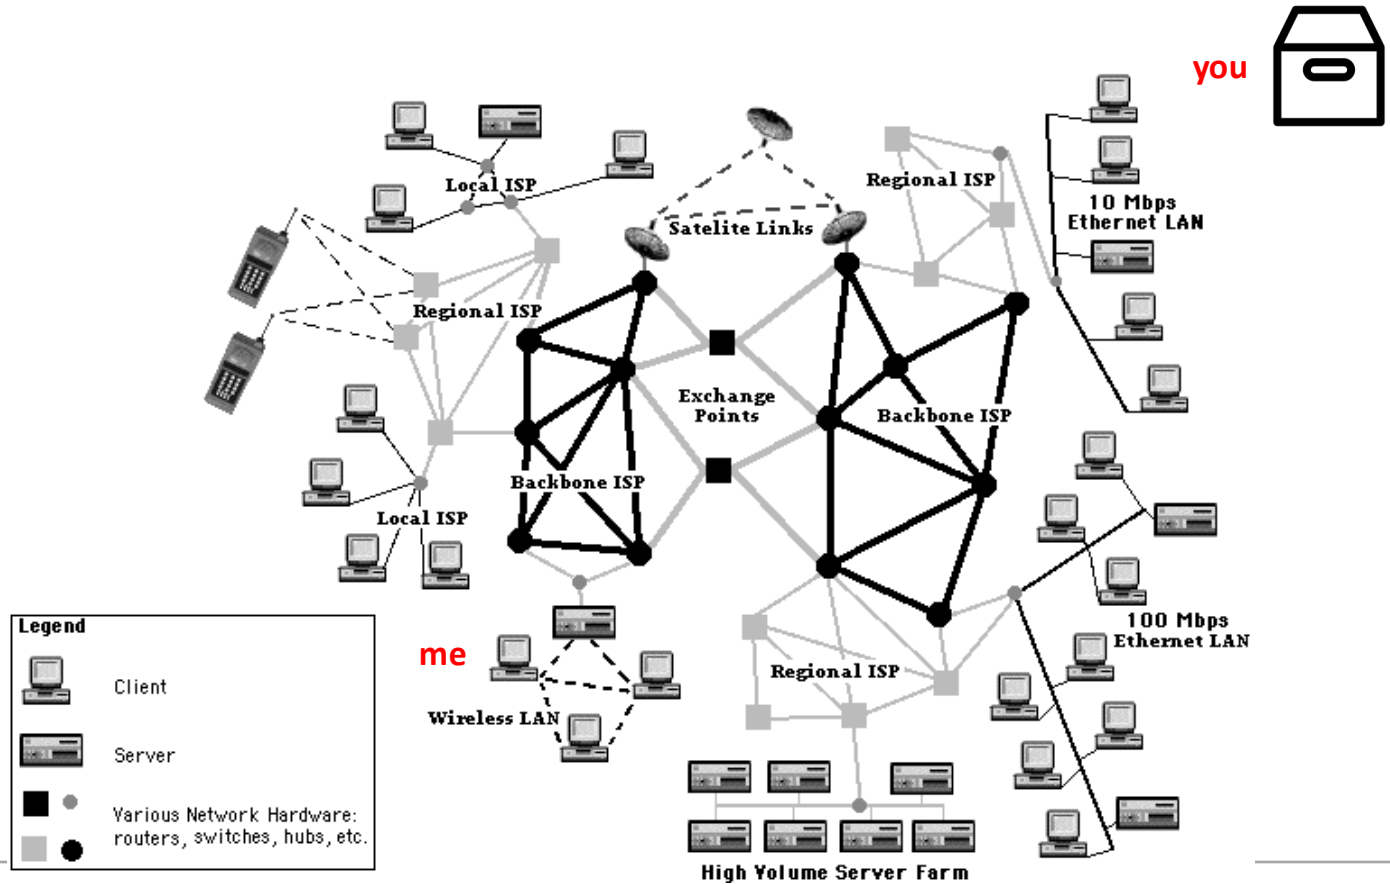 you
Local ISP
Regional ISP
10 Mbps
Ethernet LAN
Satelite Links
Regional ISP
Exchange
Points
Backbone ISP
Backbone ISP
Local ISP
100 Mbps
Ethernet LAN
me
Regional ISP
Wireless LAN
High Volume Server Farm
Legend
Client
Server
Various Network Hardware:
routers, switches, hubs, etc.